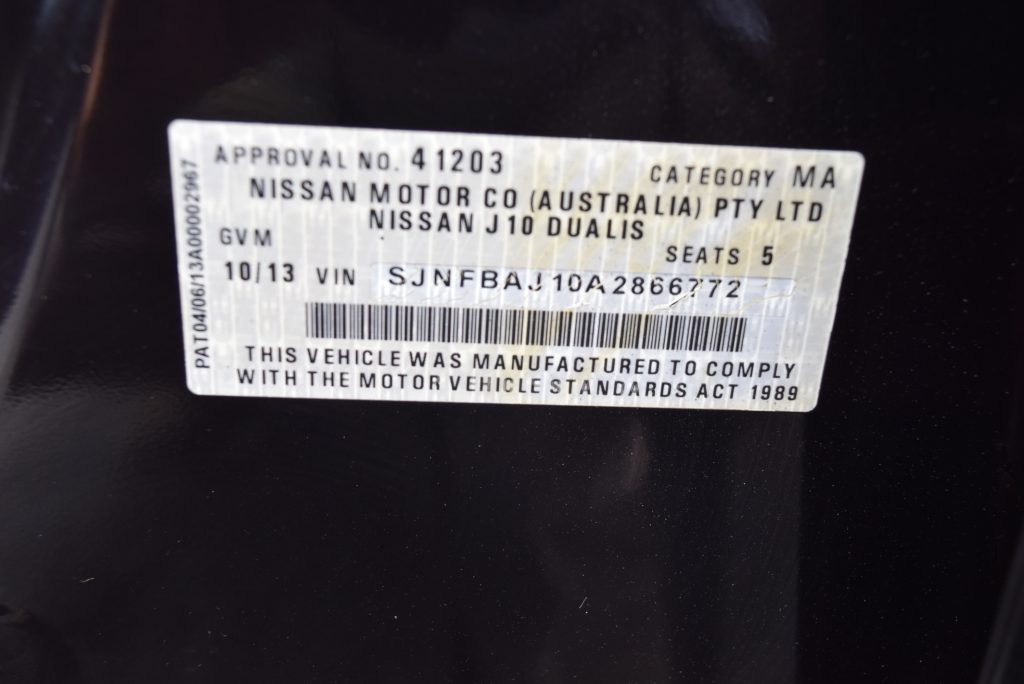 APPROVAL NO. 41203 CATEGORY MA
NISSAN MOTOR CO (AUSTRALIA) PTY LTD
NISSAN J10 DUALIS
GVM SEATS 5
10/13 VIN SJNFBAJ10A2866772
THIS VEHICLE WAS MANUFACTURED TO COMPLY
WITH THE MOTOR VEHICLE STANDARDS ACT 1989
PAT04/06/13A00002967